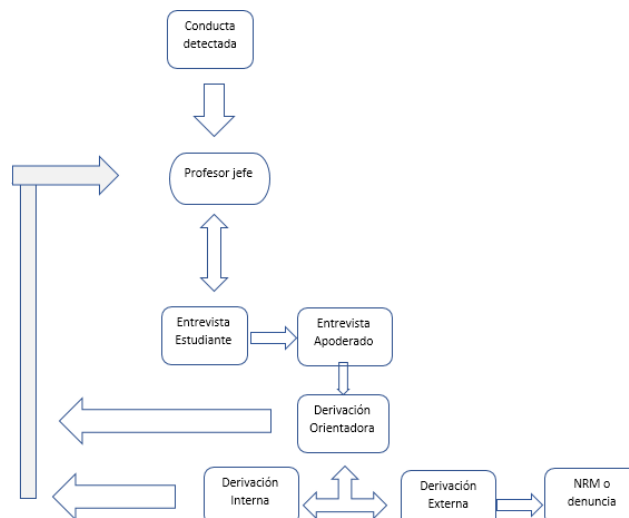 Conducta
detectada
Profesor jefe
Entrevista
Estudiante
Entrevista
Apoderado
Derivación
Orientadora
Derivación
Interna
Derivación
Externa
NRM o
denuncia